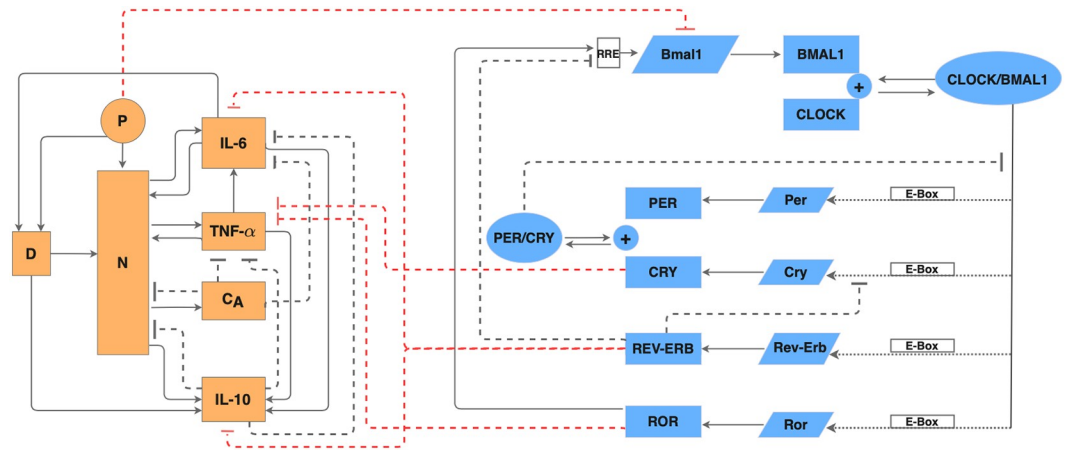 RRE
Bmal1
BMAL1
+
CLOCK
CLOCK/BMAL1
P
IL-6
N
TNF-α
D
CA
IL-10
PER
Per
E-Box
PER/CRY
+
CRY
Cry
E-Box
REV-ERB
Rev-Erb
E-Box
ROR
Ror
E-Box